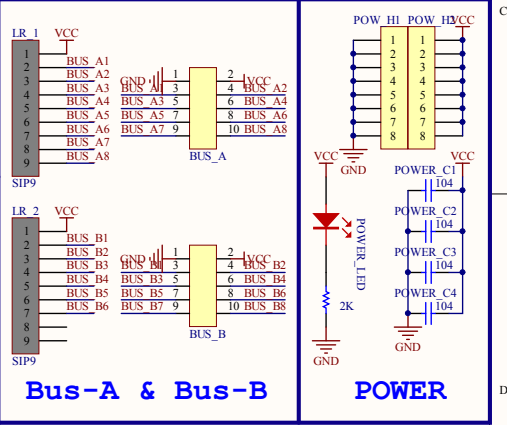 C
POW_H1 POW_H2 VCC
LR_1
VCC
1
2
3
4
5
6
7
8
9
BUS_A1
BUS_A2
BUS_A3
BUS_A4
BUS_A5
BUS_A6
BUS_A7
BUS_A8
SIP9
GND 1 2 VCC
BUS_A1 3 4 BUS_A2
BUS_A3 5 6 BUS_A4
BUS_A5 7 8 BUS_A6
BUS_A7 9 10 BUS_A8
BUS_A
1 1
2 2
3 3
4 4
5 5
6 6
7 7
8 8
GND
LR_2
VCC
1
2
3
4
5
6
7
8
9
BUS_B1
BUS_B2
BUS_B3
BUS_B4
BUS_B5
BUS_B6
SIP9
GND 1 2 VCC
BUS_B1 3 4 BUS_B2
BUS_B3 5 6 BUS_B4
BUS_B5 7 8 BUS_B6
BUS_B7 9 10 BUS_B8
BUS_B
VCC
POWER_LED
2K
GND
VCC
POWER_C1
104
POWER_C2
104
POWER_C3
104
POWER_C4
104
GND
Bus-A & Bus-B
POWER
D